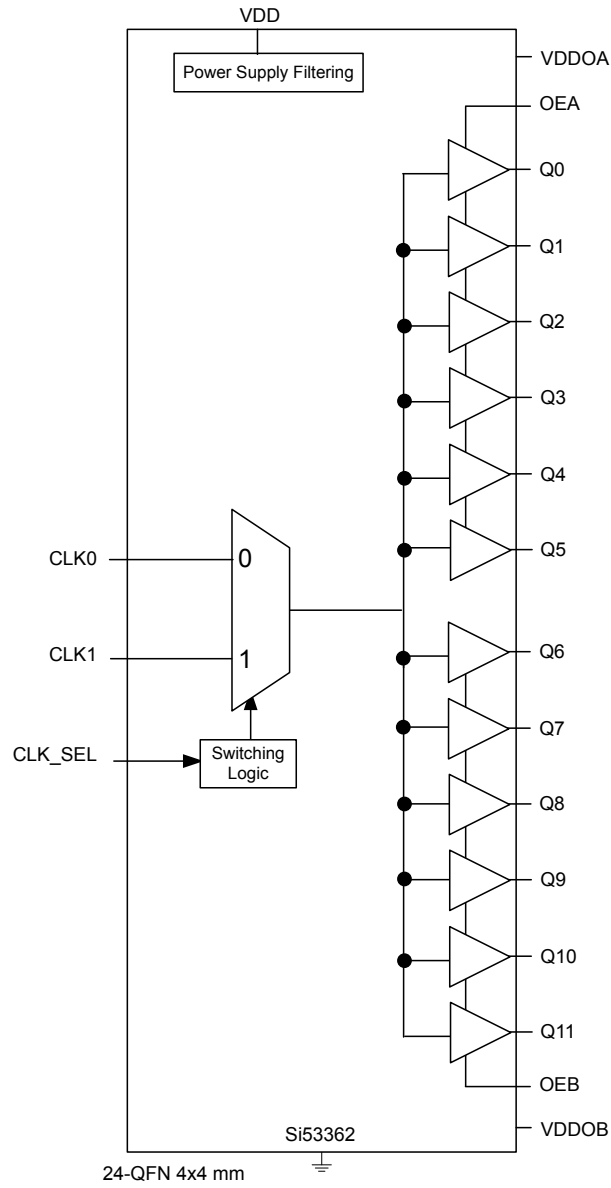 VDD
Power Supply Filtering
VDDOA
OEA
Q0
Q1
Q2
Q3
Q4
Q5
CLK0
0
CLK1
1
Q6
CLK_SEL
Switching
Logic
Q7
Q8
Q9
Q10
Q11
OEB
VDDOB
Si53362
24-QFN 4x4 mm